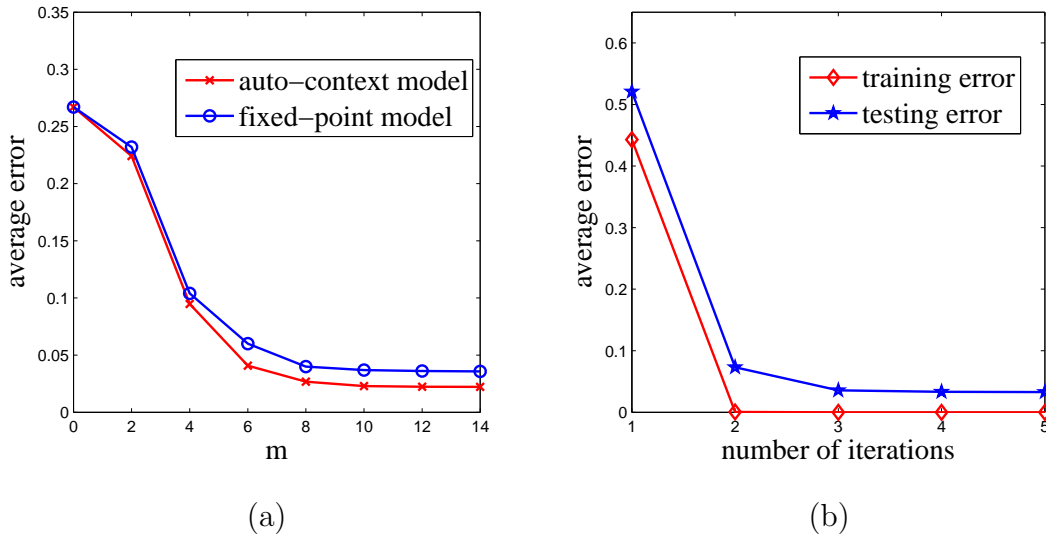 0.35
0.3
0.25
0.2
0.15
0.1
0.05
0
average error
auto−context model
fixed−point model
0 2 4 6 8 10 12 14
m
(a)
0.6
0.5
0.4
0.3
0.2
0.1
0
average error
training error
testing error
1 2 3 4 5
number of iterations
(b)